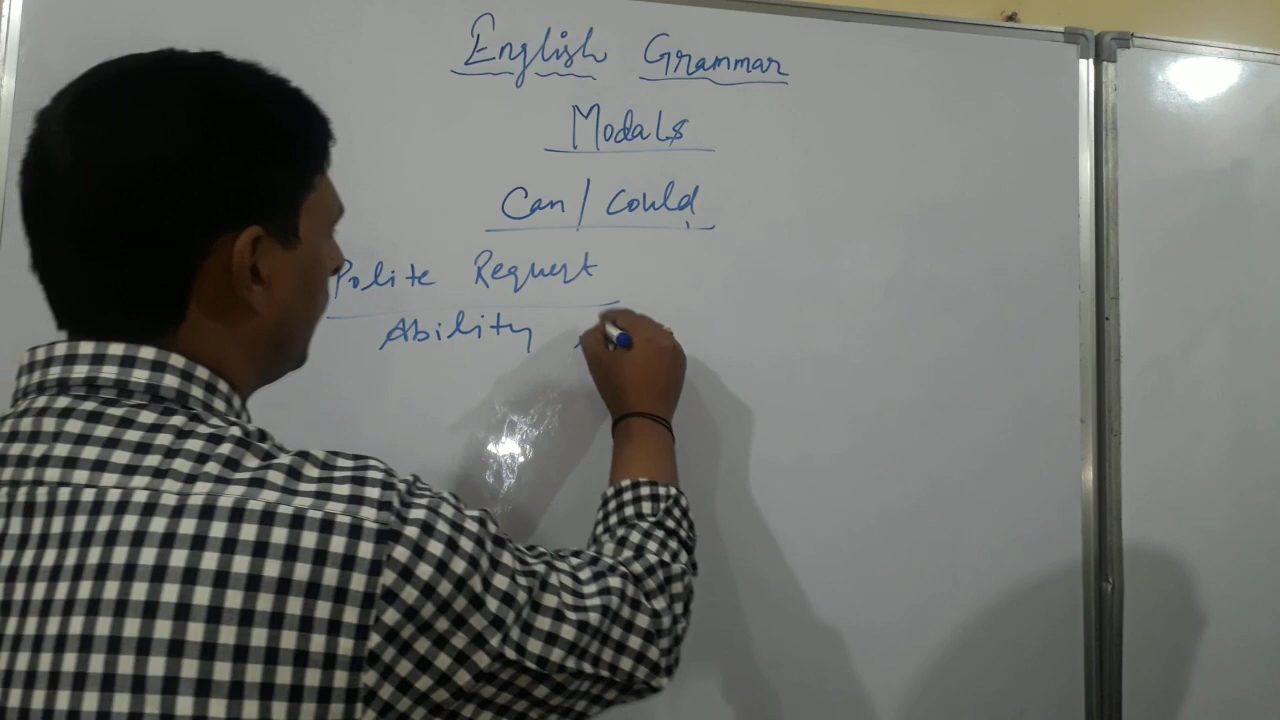 English Grammar
Modals
Can/Could
Polite Request
Ability